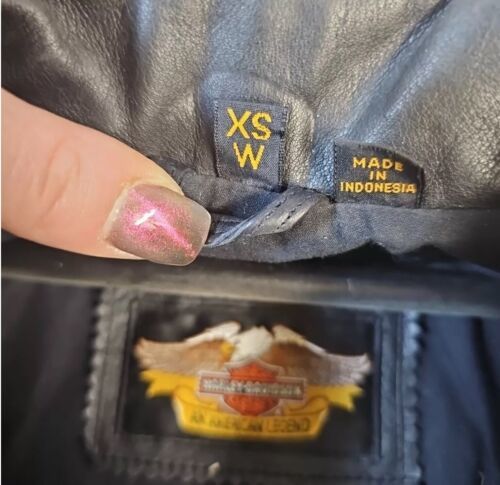 XS
W
MADE
IN
INDONESIA
HARLEY-DAVIDSON
AN AMERICAN LEGEND